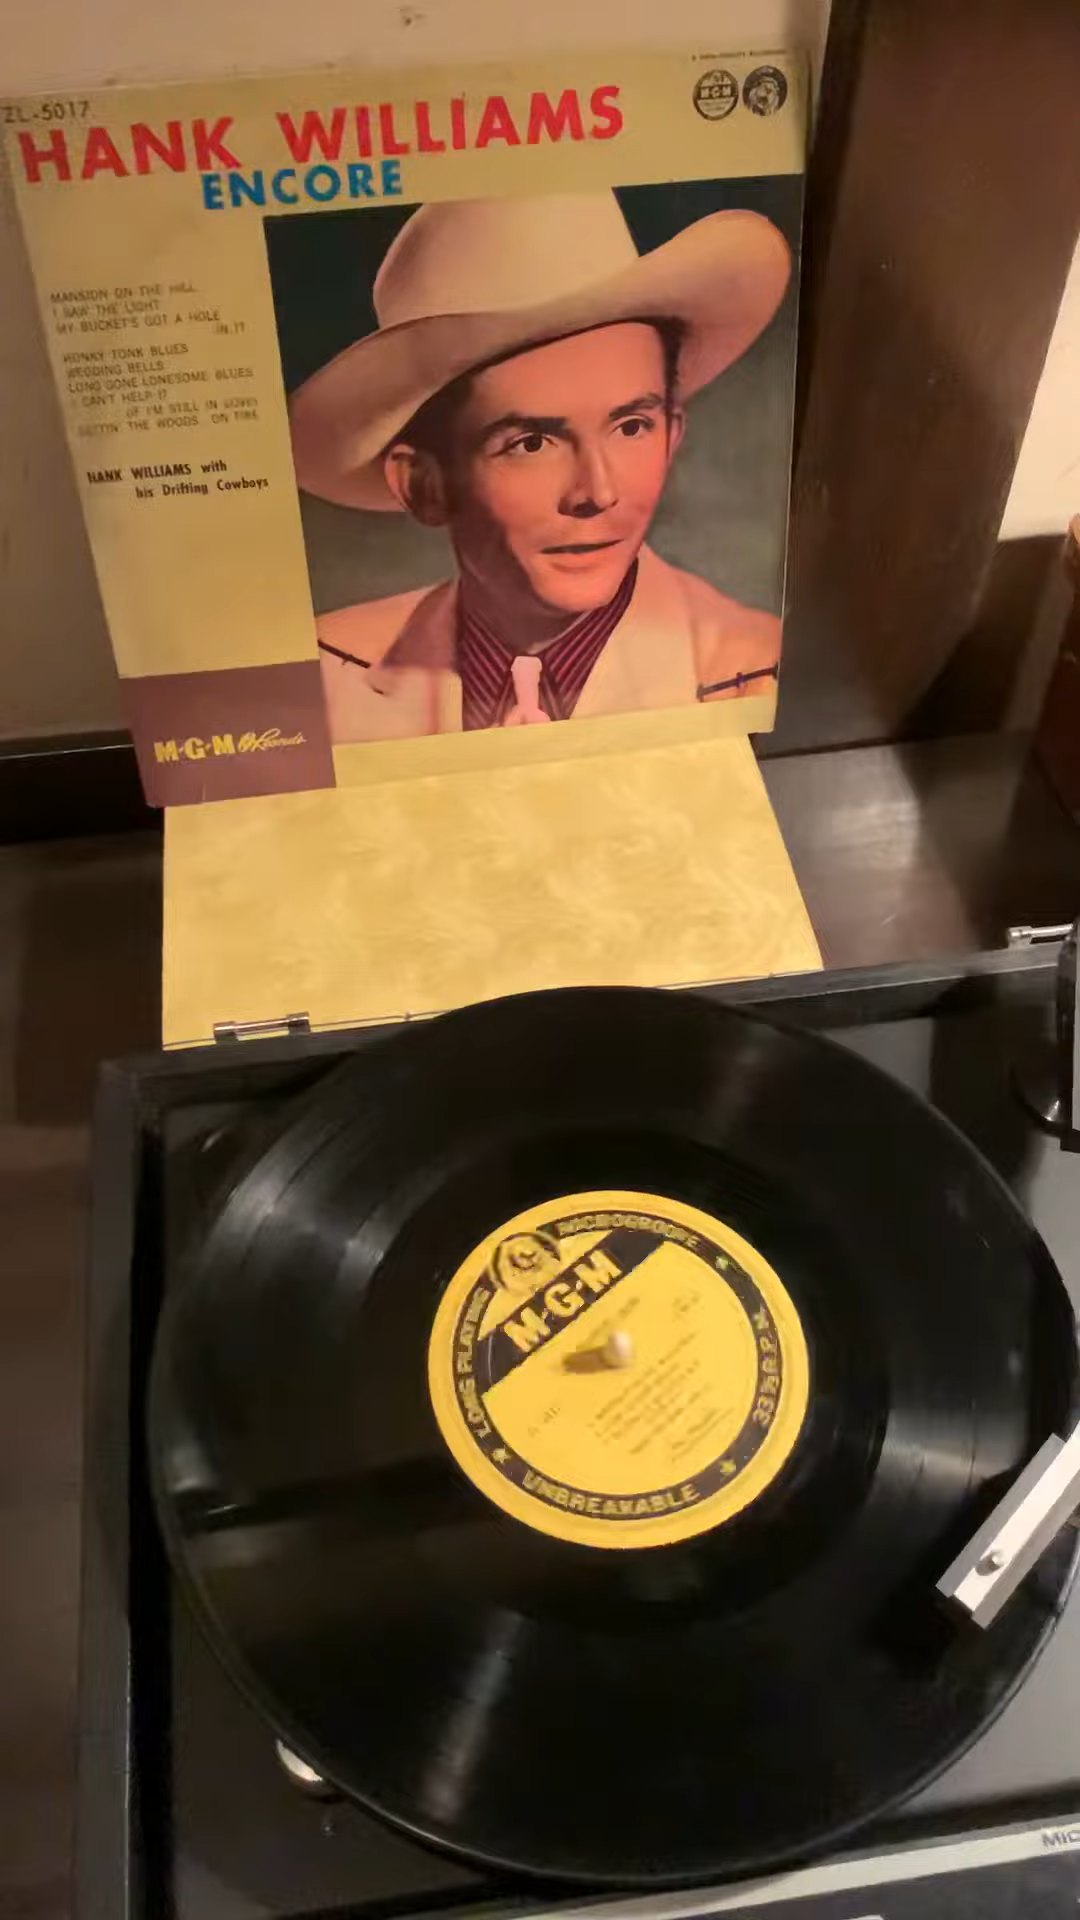 ZL-5017
HANK WILLIAMS
ENCORE
M-G-M
MANSION ON THE HILL
I SAW THE LIGHT
MY BUCKET'S GOT A HOLE
IN IT
HONKY TONK BLUES
WEDDING BELLS
LONG GONE LONESOME BLUES
I CAN'T HELP IT
(IF I'M STILL IN LOVE)
SETTIN' THE WOODS ON FIRE
HANK WILLIAMS with
his Drifting Cowboys
M-G-M Records
LONG PLAYING
MICROGROOVE
M-G-M
33⅓ R.P.M.
UNBREAKABLE